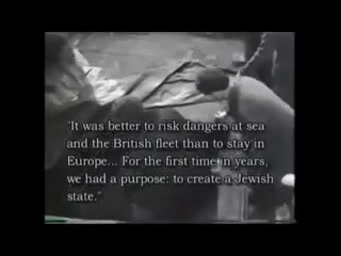 "It was better to risk dangers at sea
and the British fleet than to stay in
Europe... For the first time in years,
we had a purpose: to create a Jewish
state."